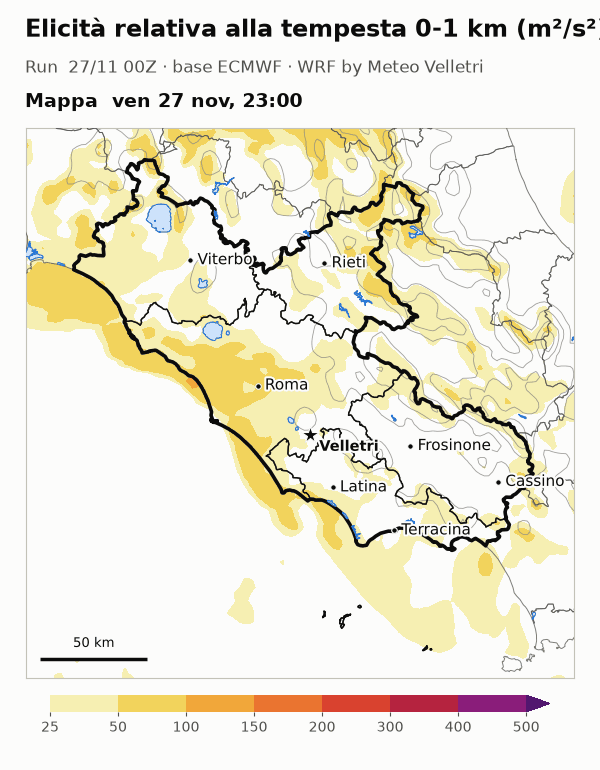 Elicità relativa alla tempesta 0-1 km (m²/s²)
Run  27/11 00Z · base ECMWF · WRF by Meteo Velletri
Mappa  ven 27 nov, 23:00
Viterbo
Rieti
Roma
Velletri
Frosinone
Cassino
Latina
Terracina
50 km
25 50 100 150 200 300 400 500